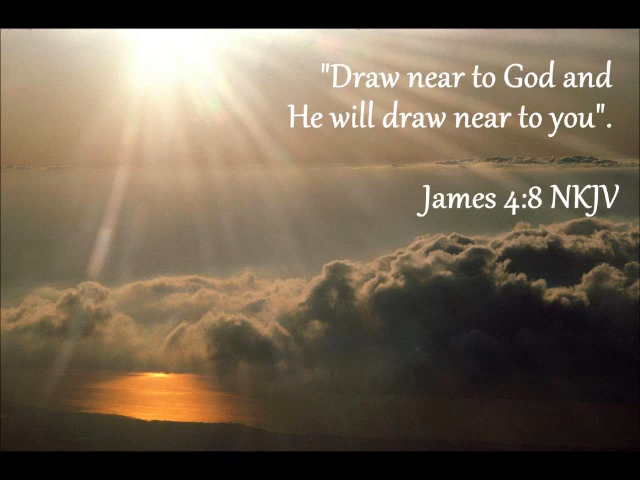 "Draw near to God and
He will draw near to you".
James 4:8 NKJV